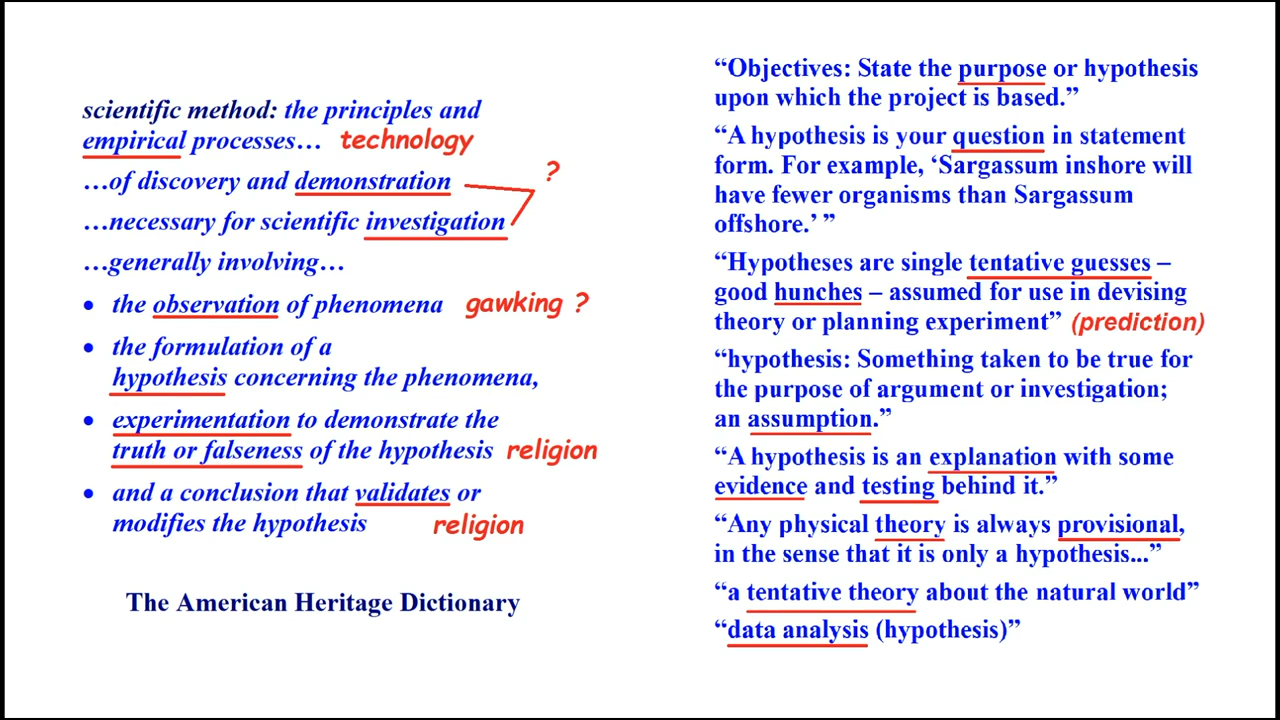 scientific method: the principles and
empirical processes… technology
…of discovery and demonstration ?
…necessary for scientific investigation
…generally involving…
• the observation of phenomena gawking ?
• the formulation of a
hypothesis concerning the phenomena,
• experimentation to demonstrate the
truth or falseness of the hypothesis religion
• and a conclusion that validates or
modifies the hypothesis religion
The American Heritage Dictionary
“Objectives: State the purpose or hypothesis
upon which the project is based.”
“A hypothesis is your question in statement
form. For example, ‘Sargassum inshore will
have fewer organisms than Sargassum
offshore.’ ”
“Hypotheses are single tentative guesses –
good hunches – assumed for use in devising
theory or planning experiment” (prediction)
“hypothesis: Something taken to be true for
the purpose of argument or investigation;
an assumption.”
“A hypothesis is an explanation with some
evidence and testing behind it.”
“Any physical theory is always provisional,
in the sense that it is only a hypothesis...”
“a tentative theory about the natural world”
“data analysis (hypothesis)”